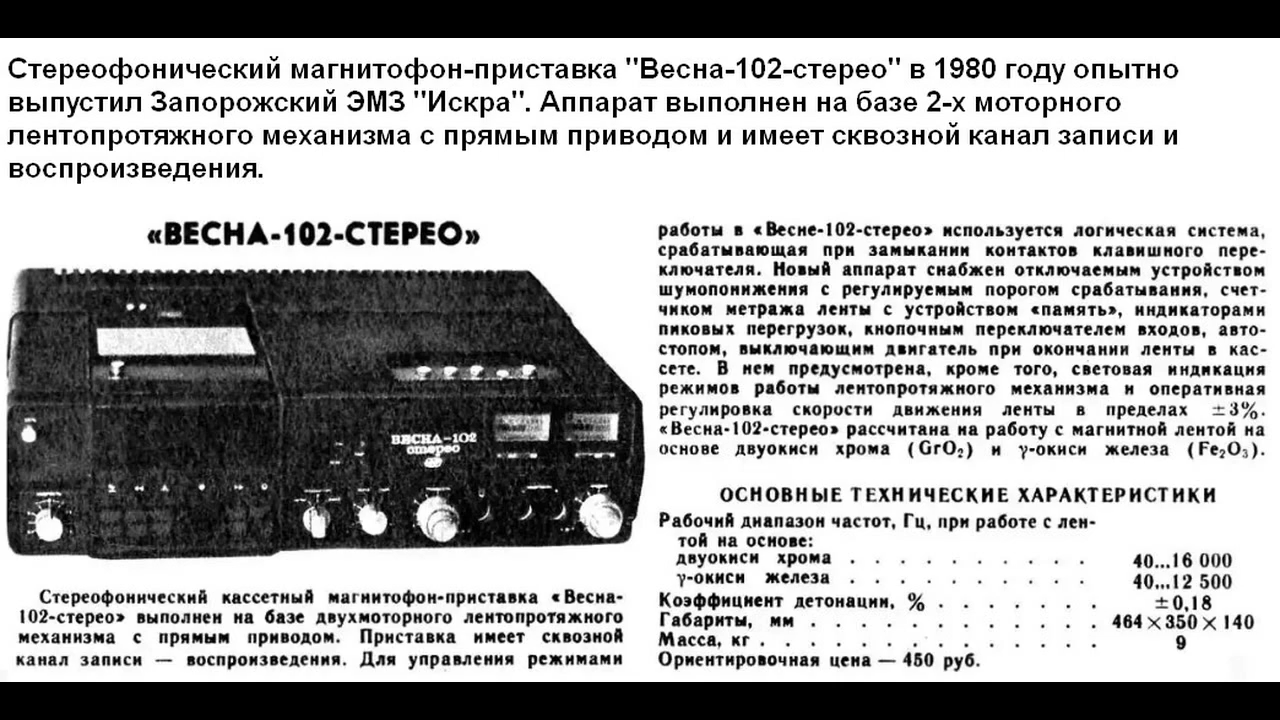 Стереофонический магнитофон-приставка "Весна-102-стерео" в 1980 году опытно
выпустил Запорожский ЭМЗ "Искра". Аппарат выполнен на базе 2-х моторного
лентопротяжного механизма с прямым приводом и имеет сквозной канал записи и
воспроизведения.
«ВЕСНА-102-СТЕРЕО»
ВЕСНА-102
стерео
Стереофонический кассетный магнитофон-приставка «Весна-
102-стерео» выполнен на базе двухмоторного лентопротяжного
механизма с прямым приводом. Приставка имеет сквозной
канал записи — воспроизведения. Для управления режимами
работы в «Весне-102-стерео» используется логическая система,
срабатывающая при замыкании контактов клавишного пере-
ключателя. Новый аппарат снабжен отключаемым устройством
шумопонижения с регулируемым порогом срабатывания, счет-
чиком метража ленты с устройством «память», индикаторами
пиковых перегрузок, кнопочным переключателем входов, авто-
стопом, выключающим двигатель при окончании ленты в кас-
сете. В нем предусмотрена, кроме того, световая индикация
режимов работы лентопротяжного механизма и оперативная
регулировка скорости движения ленты в пределах ±3%.
«Весна-102-стерео» рассчитана на работу с магнитной лентой на
основе двуокиси хрома (GrO₂) и γ-окиси железа (Fe₂O₃).
ОСНОВНЫЕ ТЕХНИЧЕСКИЕ ХАРАКТЕРИСТИКИ
Рабочий диапазон частот, Гц, при работе с лен-
той на основе:
двуокиси хрома . . . . . . . . . . 40...16 000
γ-окиси железа . . . . . . . . . . 40...12 500
Коэффициент детонации, % . . . . . . . ±0,18
Габариты, мм . . . . . . . . . . . . 464×350×140
Масса, кг . . . . . . . . . . . . . . 9
Ориентировочная цена — 450 руб.